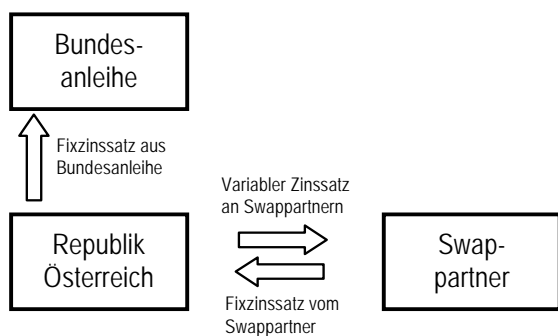 Bundes-
anleihe
Fixzinssatz aus
Bundesanleihe
Variabler Zinssatz
an Swappartnern
Republik
Österreich
Swap-
partner
Fixzinssatz vom
Swappartner